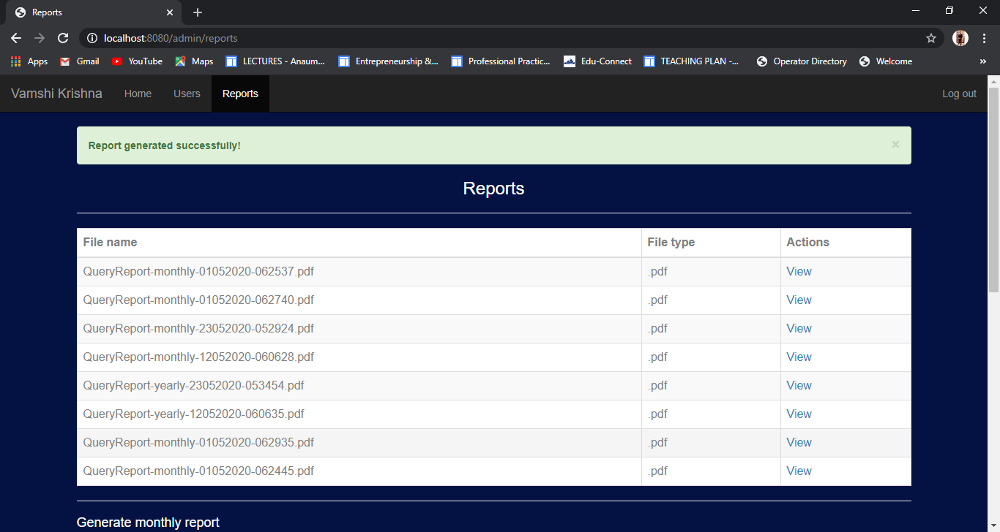 Reports
localhost:8080/admin/reports
Apps Gmail YouTube Maps LECTURES - Anaum... Entrepreneurship &... Professional Practic... Edu-Connect TEACHING PLAN -... Operator Directory Welcome »
Vamshi Krishna Home Users Reports Log out
Report generated successfully! ×
Reports
File name File type Actions
QueryReport-monthly-01052020-062537.pdf .pdf View
QueryReport-monthly-01052020-062740.pdf .pdf View
QueryReport-monthly-23052020-052924.pdf .pdf View
QueryReport-monthly-12052020-060628.pdf .pdf View
QueryReport-yearly-23052020-053454.pdf .pdf View
QueryReport-yearly-12052020-060635.pdf .pdf View
QueryReport-monthly-01052020-062935.pdf .pdf View
QueryReport-monthly-01052020-062445.pdf .pdf View
Generate monthly report